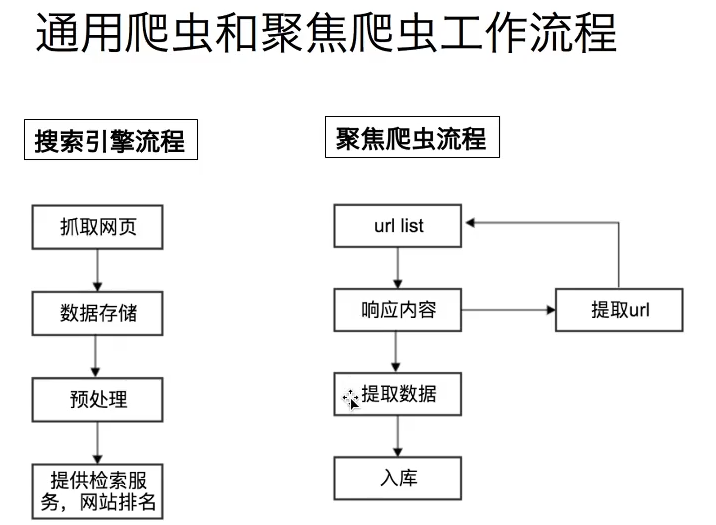 通用爬虫和聚焦爬虫工作流程
搜索引擎流程
聚焦爬虫流程
抓取网页
数据存储
预处理
提供检索服
务，网站排名
url list
响应内容
提取url
提取数据
入库